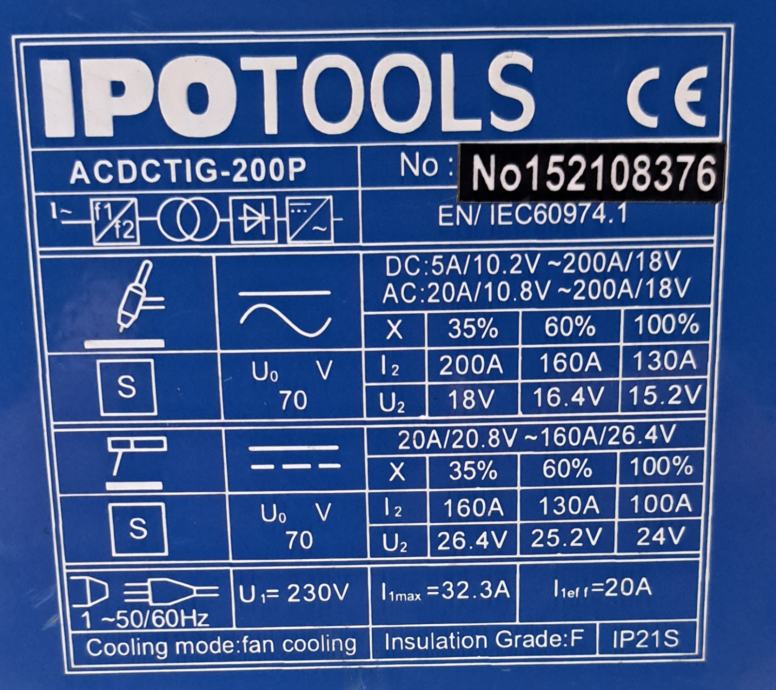 IPOTOOLS CE
ACDCTIG-200P No: No152108376
1~ f1/f2 EN/ IEC60974.1
DC:5A/10.2V ~200A/18V
AC:20A/10.8V ~200A/18V
X 35% 60% 100%
S U₀ V I₂ 200A 160A 130A
70 U₂ 18V 16.4V 15.2V
20A/20.8V ~160A/26.4V
X 35% 60% 100%
S U₀ V I₂ 160A 130A 100A
70 U₂ 26.4V 25.2V 24V
U₁= 230V I1max =32.3A I1eff=20A
1 ~50/60Hz
Cooling mode:fan cooling Insulation Grade:F IP21S